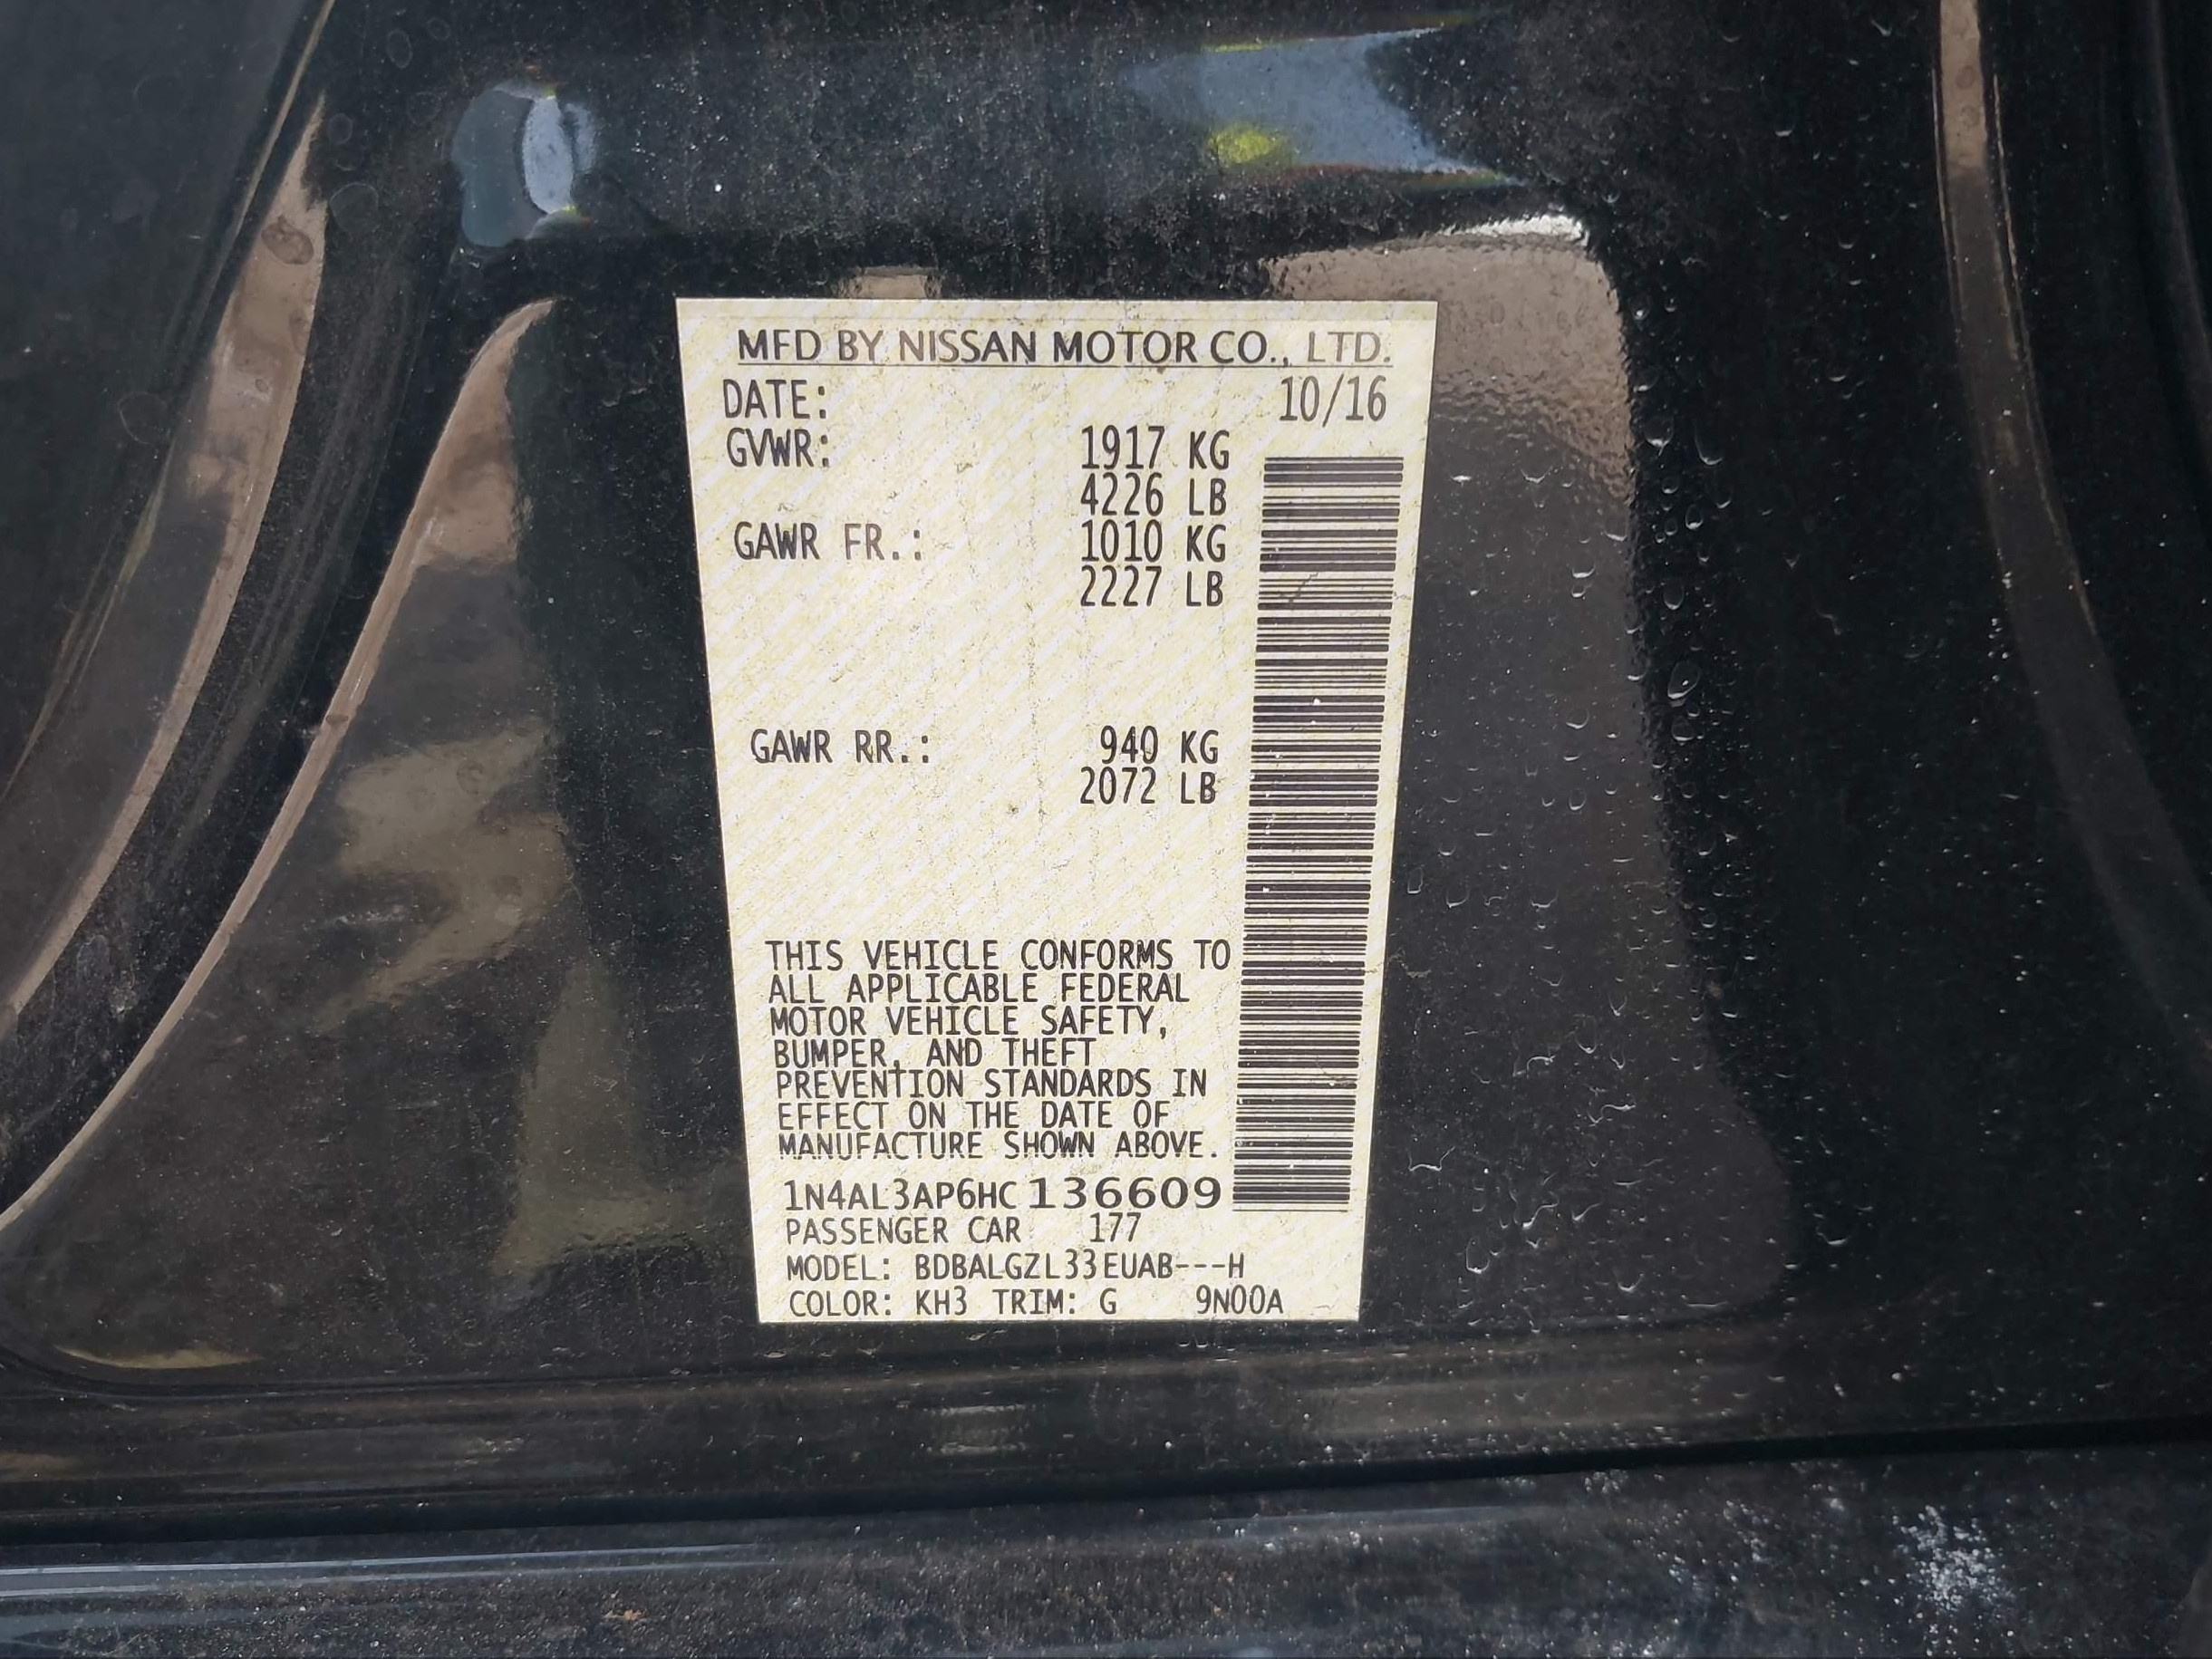 MFD BY NISSAN MOTOR CO., LTD.
DATE: 10/16
GVWR: 1917 KG
4226 LB
GAWR FR.: 1010 KG
2227 LB
GAWR RR.: 940 KG
2072 LB
THIS VEHICLE CONFORMS TO
ALL APPLICABLE FEDERAL
MOTOR VEHICLE SAFETY,
BUMPER, AND THEFT
PREVENTION STANDARDS IN
EFFECT ON THE DATE OF
MANUFACTURE SHOWN ABOVE.
1N4AL3AP6HC136609
PASSENGER CAR 177
MODEL: BDBALGZL33EUAB---H
COLOR: KH3 TRIM: G 9N00A